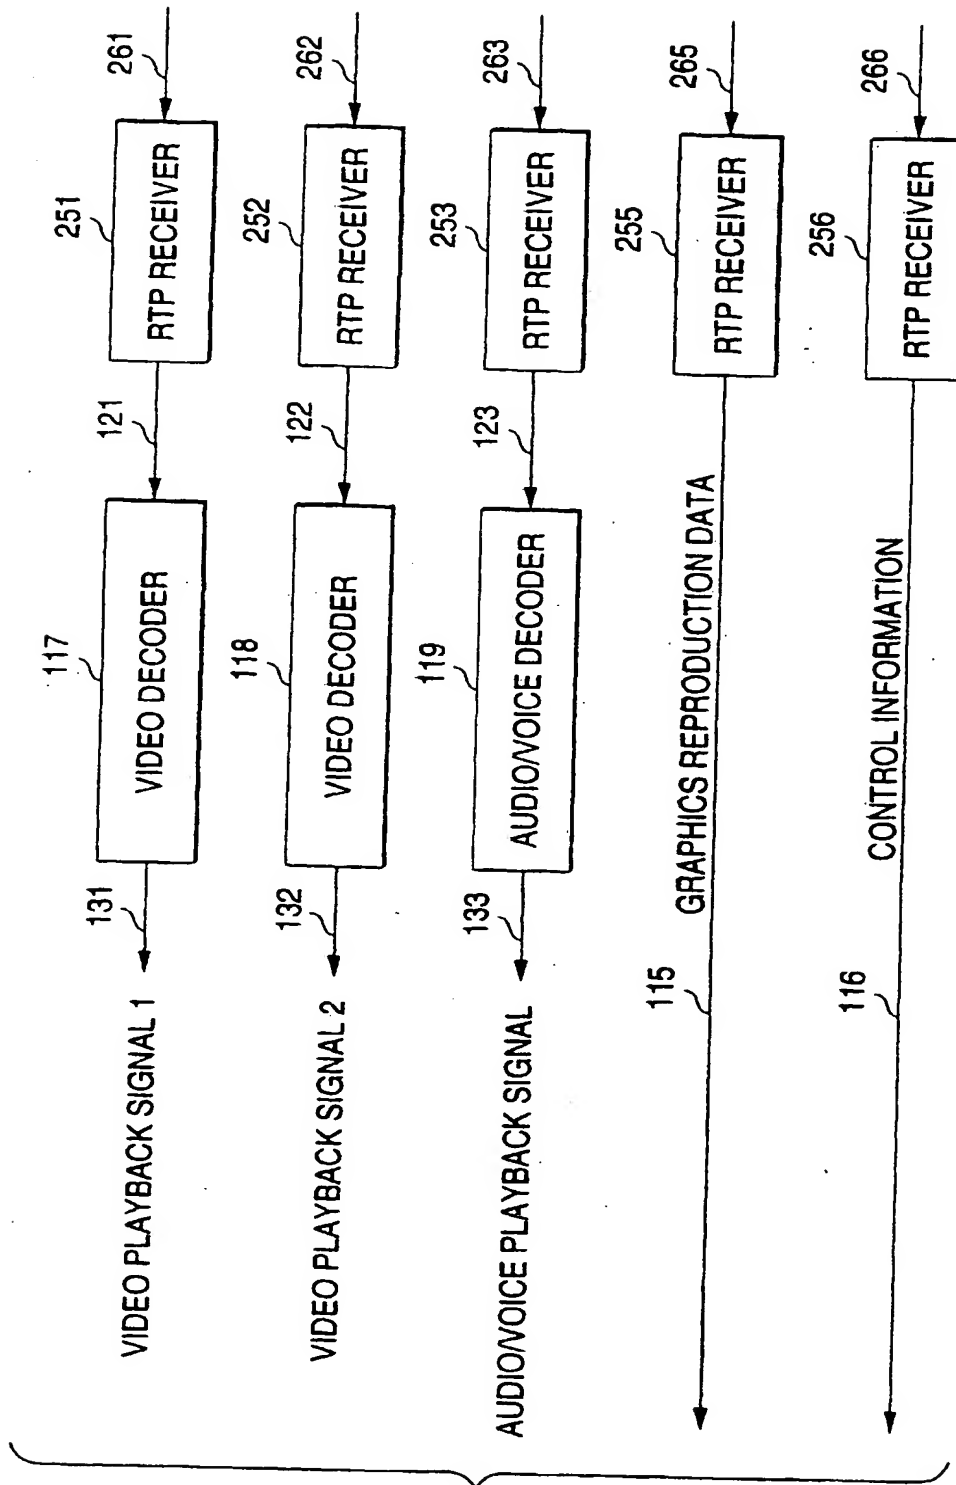 261
251
RTP RECEIVER
121
117
VIDEO DECODER
131
VIDEO PLAYBACK SIGNAL 1
262
252
RTP RECEIVER
122
118
VIDEO DECODER
132
VIDEO PLAYBACK SIGNAL 2
263
253
RTP RECEIVER
123
119
AUDIO/VOICE DECODER
133
AUDIO/VOICE PLAYBACK SIGNAL
265
255
RTP RECEIVER
GRAPHICS REPRODUCTION DATA
115
266
256
RTP RECEIVER
CONTROL INFORMATION
116